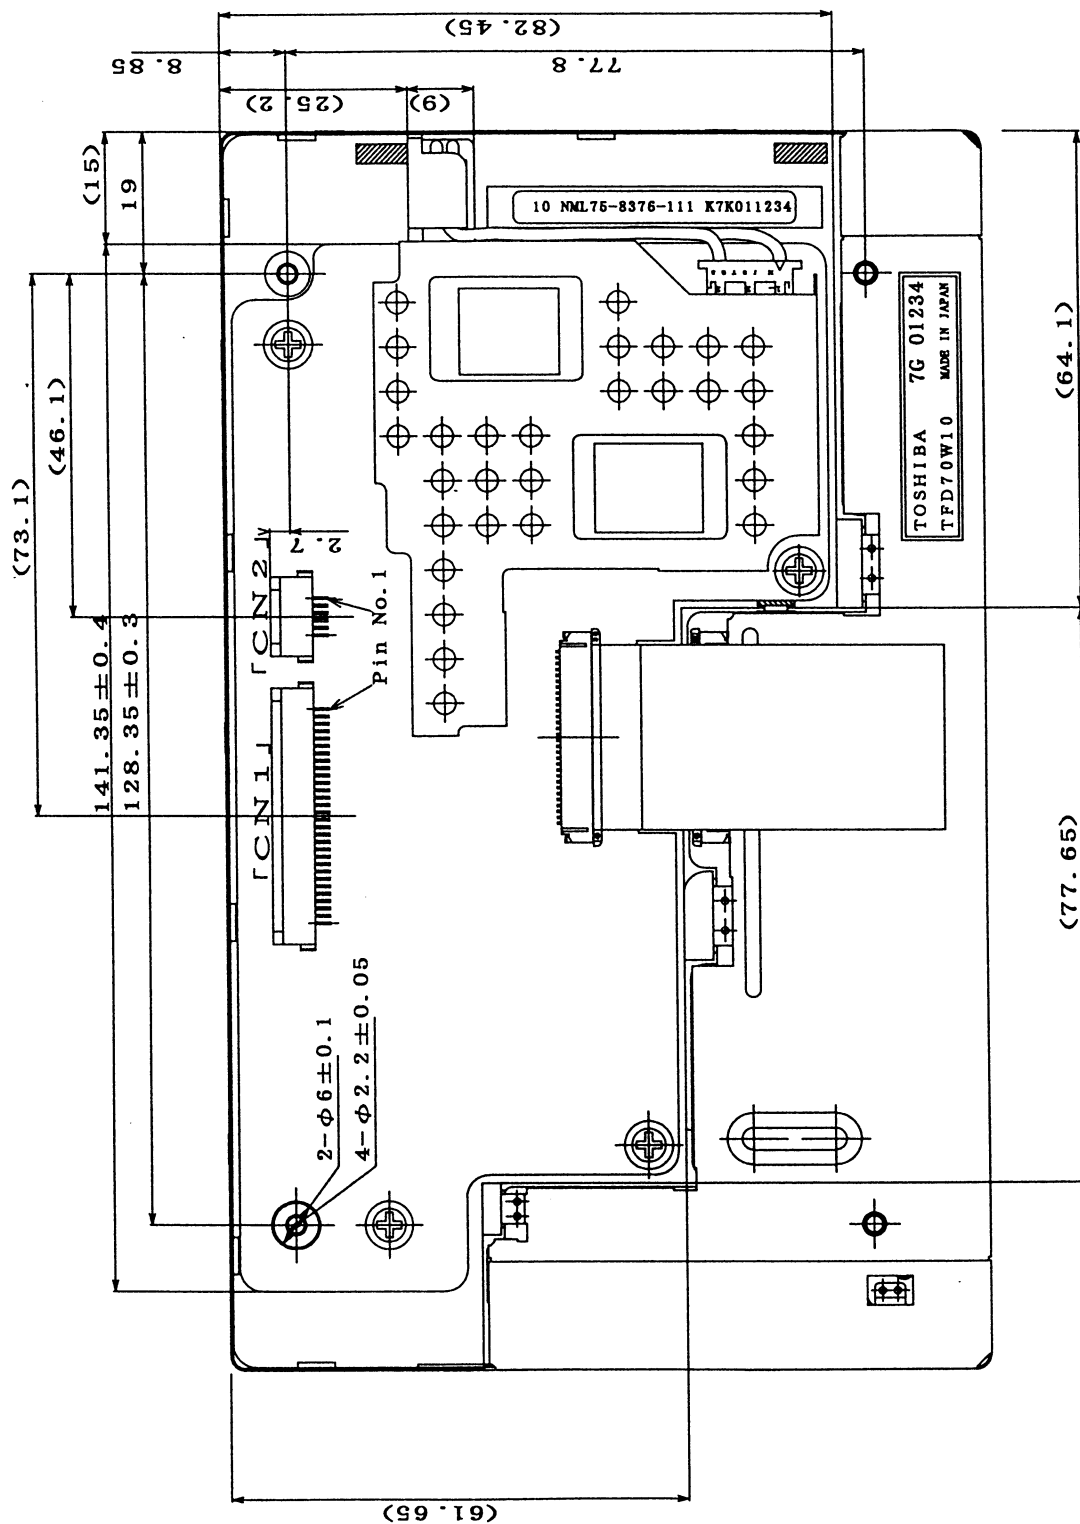 (82.45)
77.8
8.85
(25.2)
(9)
(15)
19
(46.1)
(73.1)
141.35±0.4
128.35±0.3
10 NML75-8376-111 K7K011234
TOSHIBA 7G 01234
TFD70W10 MADE IN JAPAN
(64.1)
(77.65)
2.7
「CN2」
Pin No.1
「CN1」
2-φ6±0.1
4-φ2.2±0.05
(61.65)